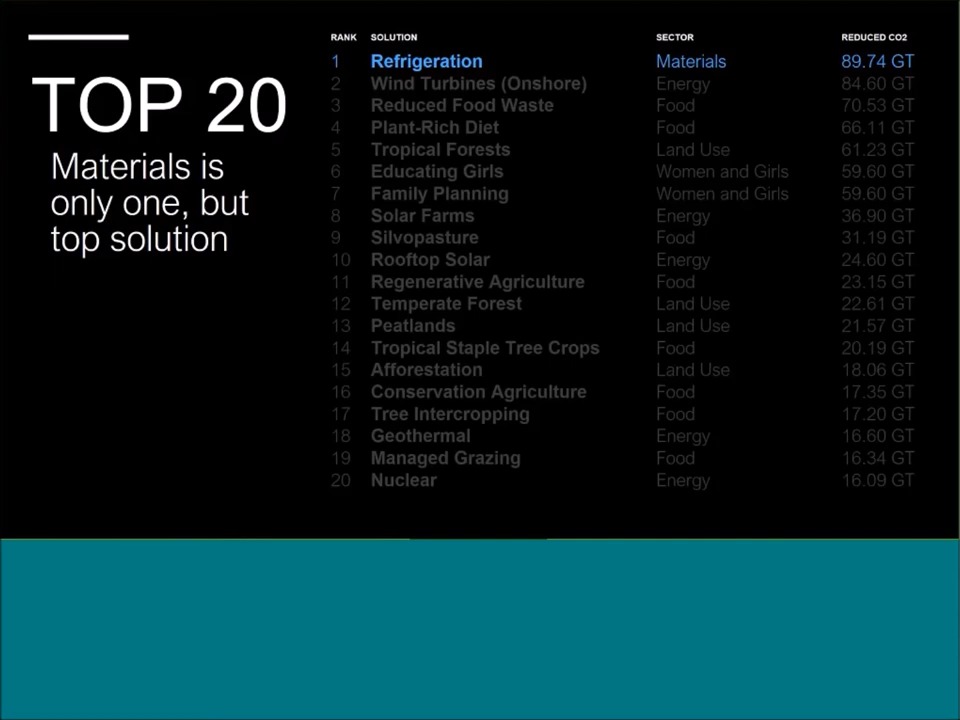 TOP 20
Materials is
only one, but
top solution
RANK SOLUTION SECTOR REDUCED CO2
1 Refrigeration Materials 89.74 GT
2 Wind Turbines (Onshore) Energy 84.60 GT
3 Reduced Food Waste Food 70.53 GT
4 Plant-Rich Diet Food 66.11 GT
5 Tropical Forests Land Use 61.23 GT
6 Educating Girls Women and Girls 59.60 GT
7 Family Planning Women and Girls 59.60 GT
8 Solar Farms Energy 36.90 GT
9 Silvopasture Food 31.19 GT
10 Rooftop Solar Energy 24.60 GT
11 Regenerative Agriculture Food 23.15 GT
12 Temperate Forest Land Use 22.61 GT
13 Peatlands Land Use 21.57 GT
14 Tropical Staple Tree Crops Food 20.19 GT
15 Afforestation Land Use 18.06 GT
16 Conservation Agriculture Food 17.35 GT
17 Tree Intercropping Food 17.20 GT
18 Geothermal Energy 16.60 GT
19 Managed Grazing Food 16.34 GT
20 Nuclear Energy 16.09 GT